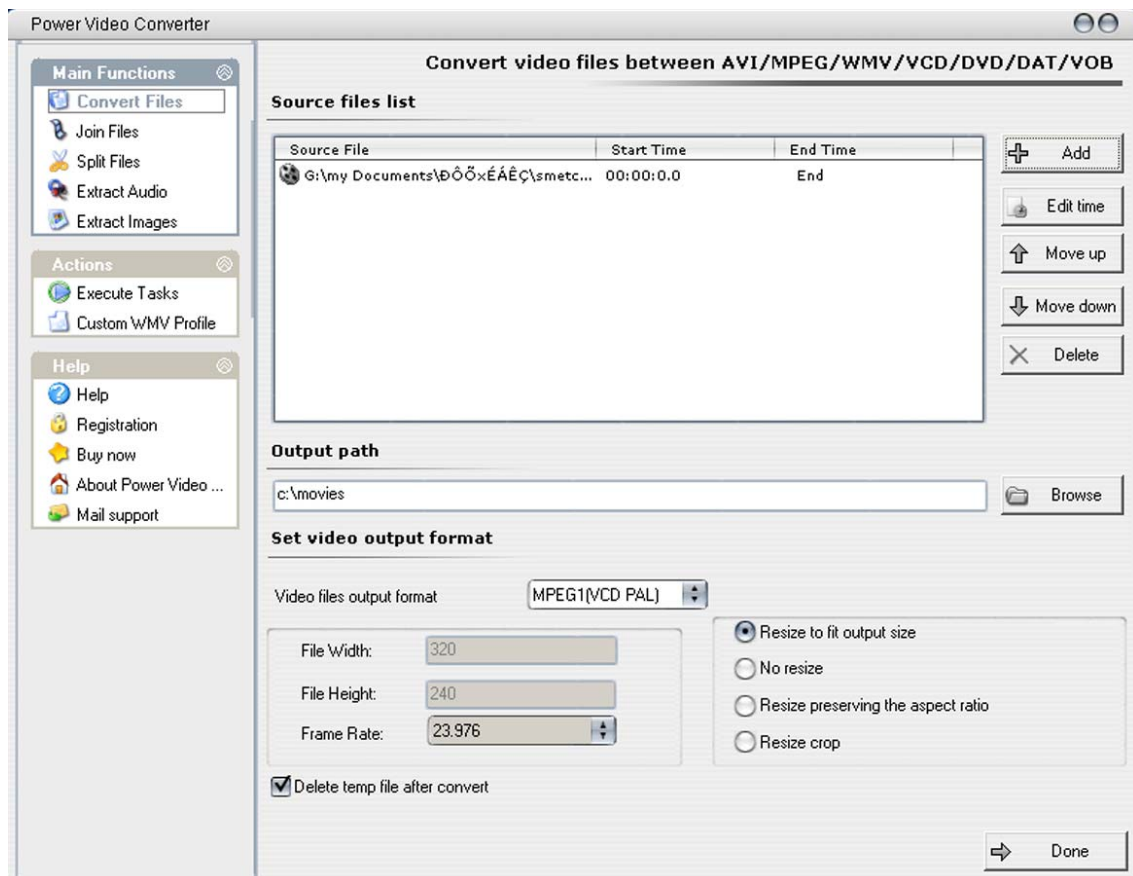 Power Video Converter
Main Functions
Convert Files
Join Files
Split Files
Extract Audio
Extract Images
Actions
Execute Tasks
Custom WMV Profile
Help
Help
Registration
Buy now
About Power Video ...
Mail support
Convert video files between AVI/MPEG/WMV/VCD/DVD/DAT/VOB
Source files list
Source File Start Time End Time
G:\my Documents\ÐÔÕ×ÉÁÊÇ\smetc... 00:00:0.0 End
Add
Edit time
Move up
Move down
Delete
Output path
c:\movies
Browse
Set video output format
Video files output format MPEG1(VCD PAL)
File Width: 320
File Height: 240
Frame Rate: 23.976
Resize to fit output size
No resize
Resize preserving the aspect ratio
Resize crop
Delete temp file after convert
Done